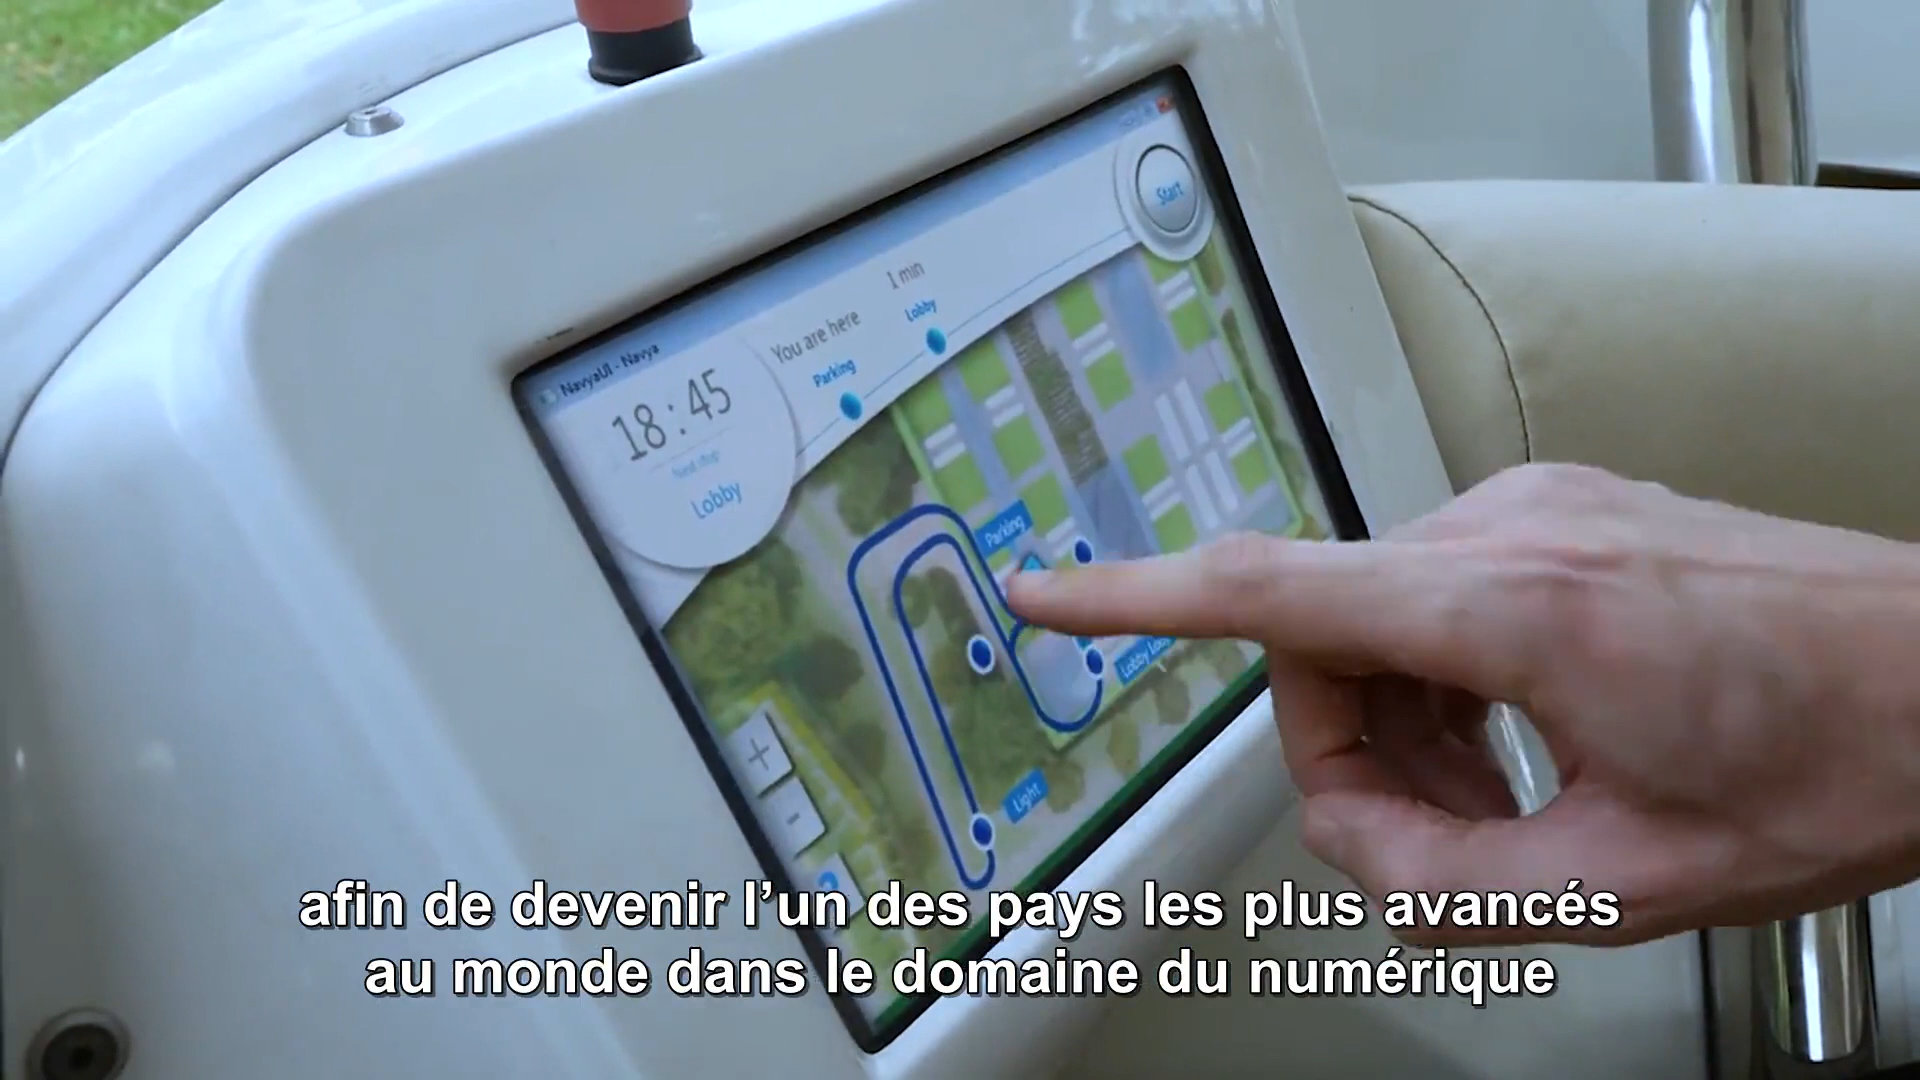 NavyaUI - Navya
Start
1 min
Lobby
You are here
Parking
18 : 45
Next stop
Lobby
Parking
Lobby
Light
+
-
afin de devenir l’un des pays les plus avancés
au monde dans le domaine du numérique